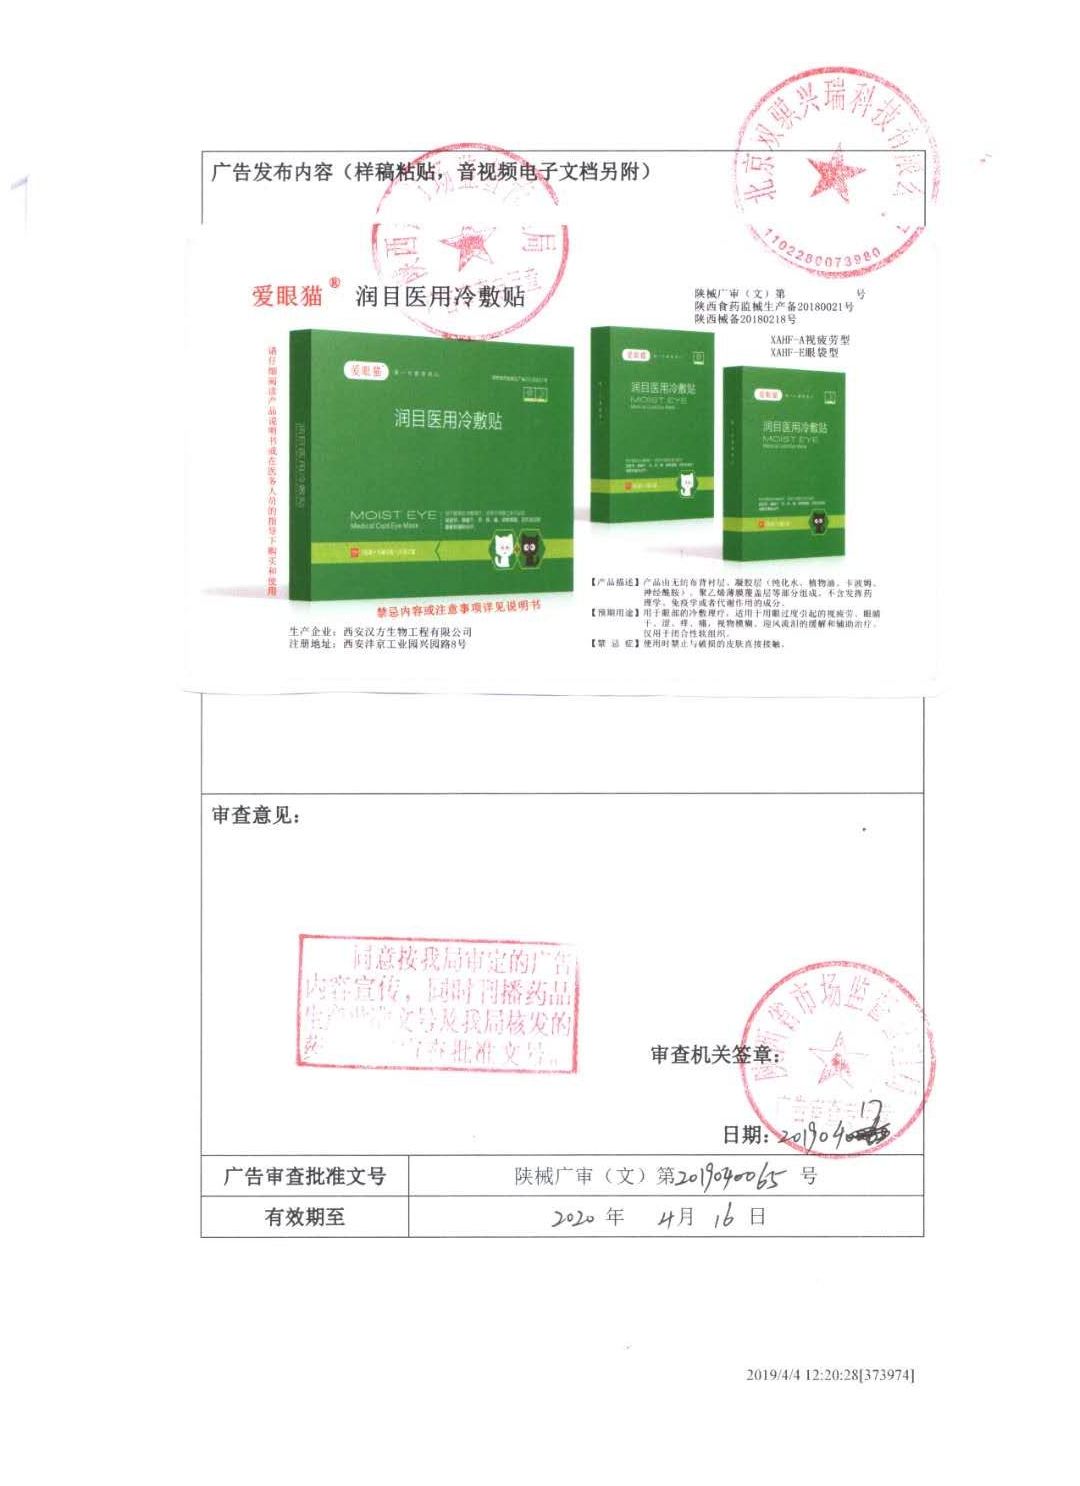 北京双骐兴瑞科技有限公
1102280073980
广告发布内容（样稿粘贴，音视频电子文档另附）
爱眼猫® 润目医用冷敷贴
陕械广审（文）第 号
陕西食药监械生产备20180021号
陕西械备20180218号
XAHF-A视疲劳型
XAHF-E眼袋型
请仔细阅读产品说明书或在医务人员的指导下购买和使用
爱眼猫
润目医用冷敷贴
MOIST EYE
Medical Cold Eye Mask
爱眼猫
润目医用冷敷贴
MOIST EYE
Medical Cold Eye Mask
爱眼猫
润目医用冷敷贴
MOIST EYE
Medical Cold Eye Mask
禁忌内容或注意事项详见说明书
生产企业：西安汉方生物工程有限公司
注册地址：西安沣京工业园兴园路8号
【产品描述】产品由无纺布背衬层、凝胶层（纯化水、植物油、卡波姆、
神经酰胺）、聚乙烯薄膜覆盖层等部分组成。不含发挥药
理学、免疫学或者代谢作用的成分。
【预期用途】用于眼部的冷敷理疗。适用于用眼过度引起的视疲劳、眼睛
干、涩、痒、痛，视物模糊、迎风流泪的缓解和辅助治疗。
仅用于闭合性软组织。
【禁 忌 症】使用时禁止与破损的皮肤直接接触。
审查意见：
同意按我局审定的广告
内容宣传，同时刊播药品
生产批准文号及我局核发的
审查批准文号。
审查机关签章：
陕西省市场监督
日期：201904 17
广告审查批准文号 陕械广审（文）第2019040065 号
有效期至 2020 年 4月 16 日
2019/4/4 12:20:28[373974]